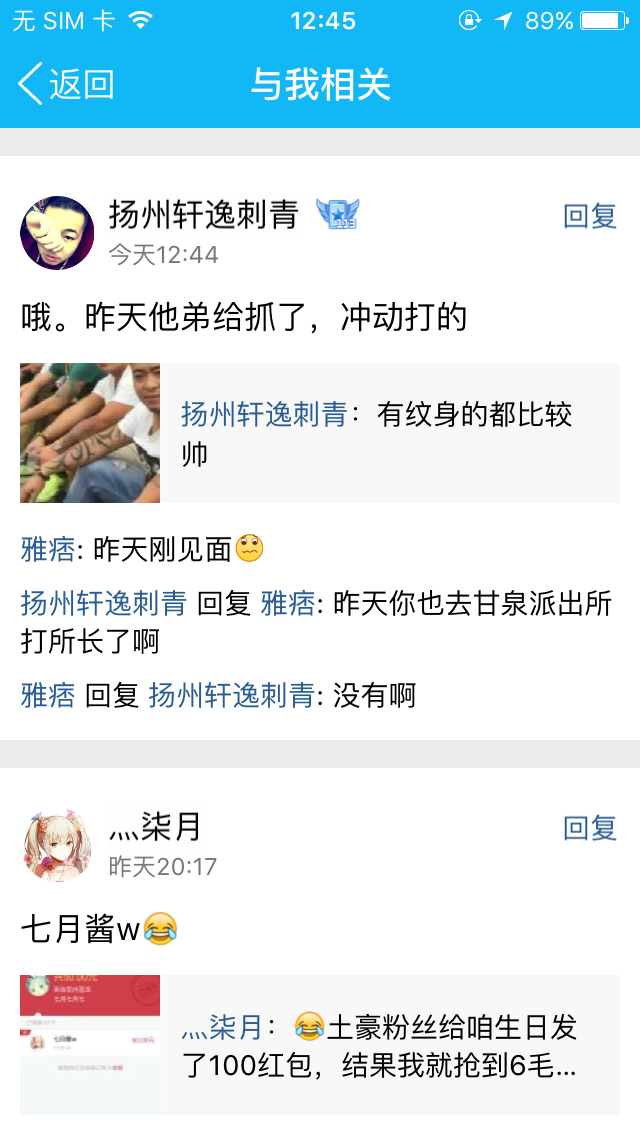 无 SIM 卡 12:45 89%
返回 与我相关
扬州轩逸刺青
回复
今天12:44
哦。昨天他弟给抓了，冲动打的
扬州轩逸刺青：有纹身的都比较
帅
雅痞: 昨天刚见面
扬州轩逸刺青 回复 雅痞: 昨天你也去甘泉派出所
打所长了啊
雅痞 回复 扬州轩逸刺青: 没有啊
灬柒月
回复
昨天20:17
七月酱w😂
灬柒月：😂土豪粉丝给咱生日发
了100红包，结果我就抢到6毛...